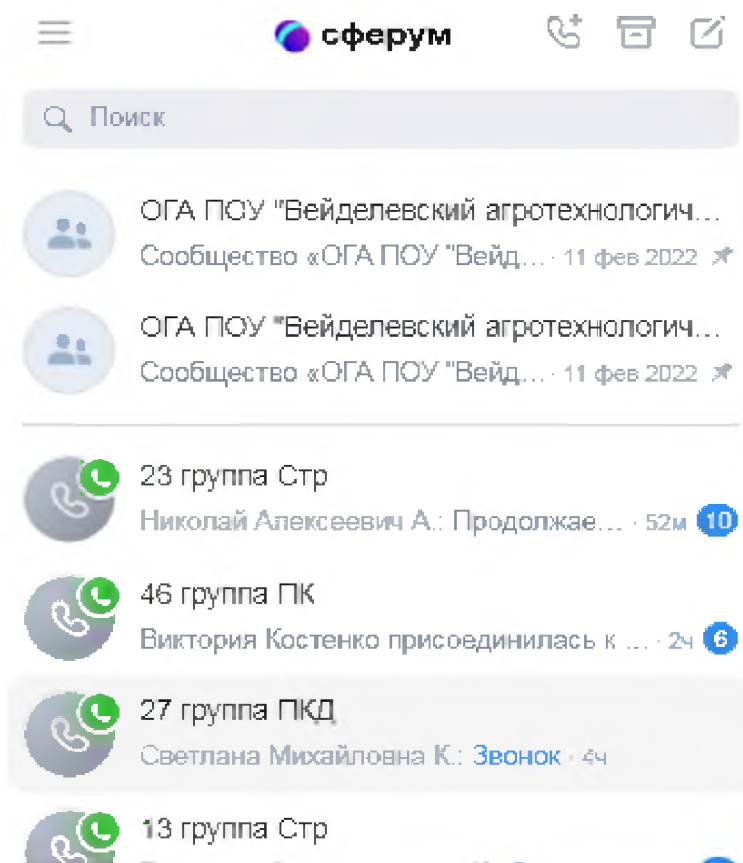 сферум
Поиск
ОГА ПОУ "Вейделевский агротехнологич...
Сообщество «ОГА ПОУ "Вейд... · 11 фев 2022
ОГА ПОУ "Вейделевский агротехнологич...
Сообщество «ОГА ПОУ "Вейд... · 11 фев 2022
23 группа Стр
Николай Алексеевич А.: Продолжае... · 52м 10
46 группа ПК
Виктория Костенко присоединилась к ... · 2ч 6
27 группа ПКД
Светлана Михайловна К.: Звонок · 4ч
13 группа Стр